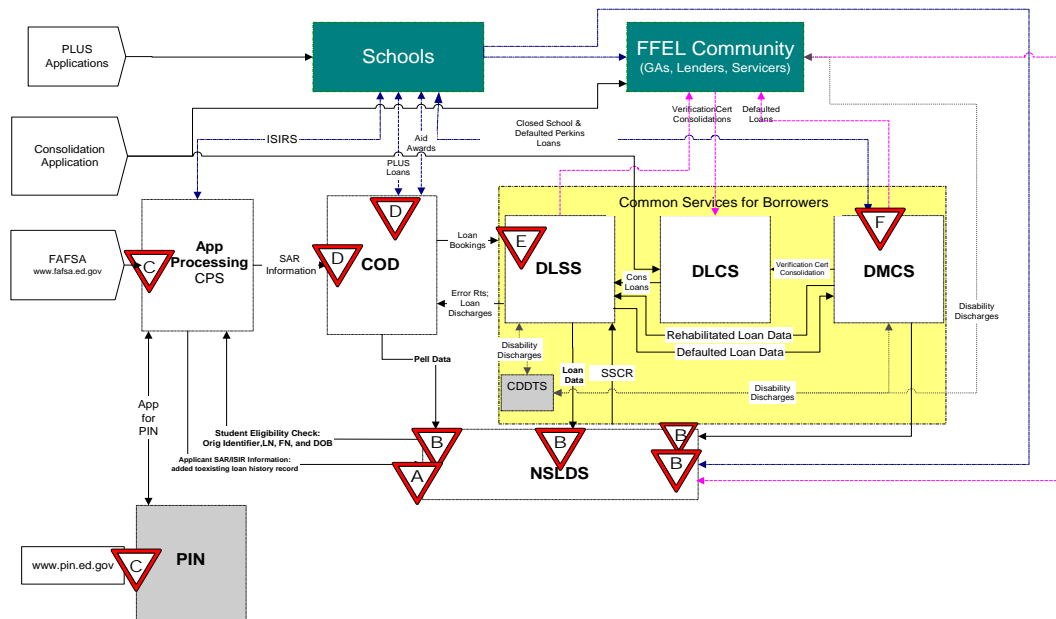 PLUS
Applications
Schools
FFEL Community
(GAs, Lenders, Servicers)
Consolidation
Application
ISIRS
PLUS
Loans
Aid
Awards
Closed School &
Defaulted Perkins
Loans
VerificationCert
Consolidations
Defaulted
Loans
Common Services for Borrowers
FAFSA
www.fafsa.ed.gov
C
App
Processing
CPS
SAR
Information
D
D
COD
Loan
Bookings
Error Rts;
Loan
Discharges
E
DLSS
Cons
Loans
DLCS
Verification Cert
Consolidation
F
DMCS
Rehabilitated Loan Data
Defaulted Loan Data
Disability
Discharges
Disability
Discharges
CDDTS
Loan
Data
SSCR
Disability
Discharges
Pell Data
App
for
PIN
Student Eligibility Check:
Orig Identifier,LN, FN, and DOB
Applicant SAR/ISIR Information:
added toexisting loan history
record
B
A
B
B
B
NSLDS
www.pin.ed.gov
C
PIN